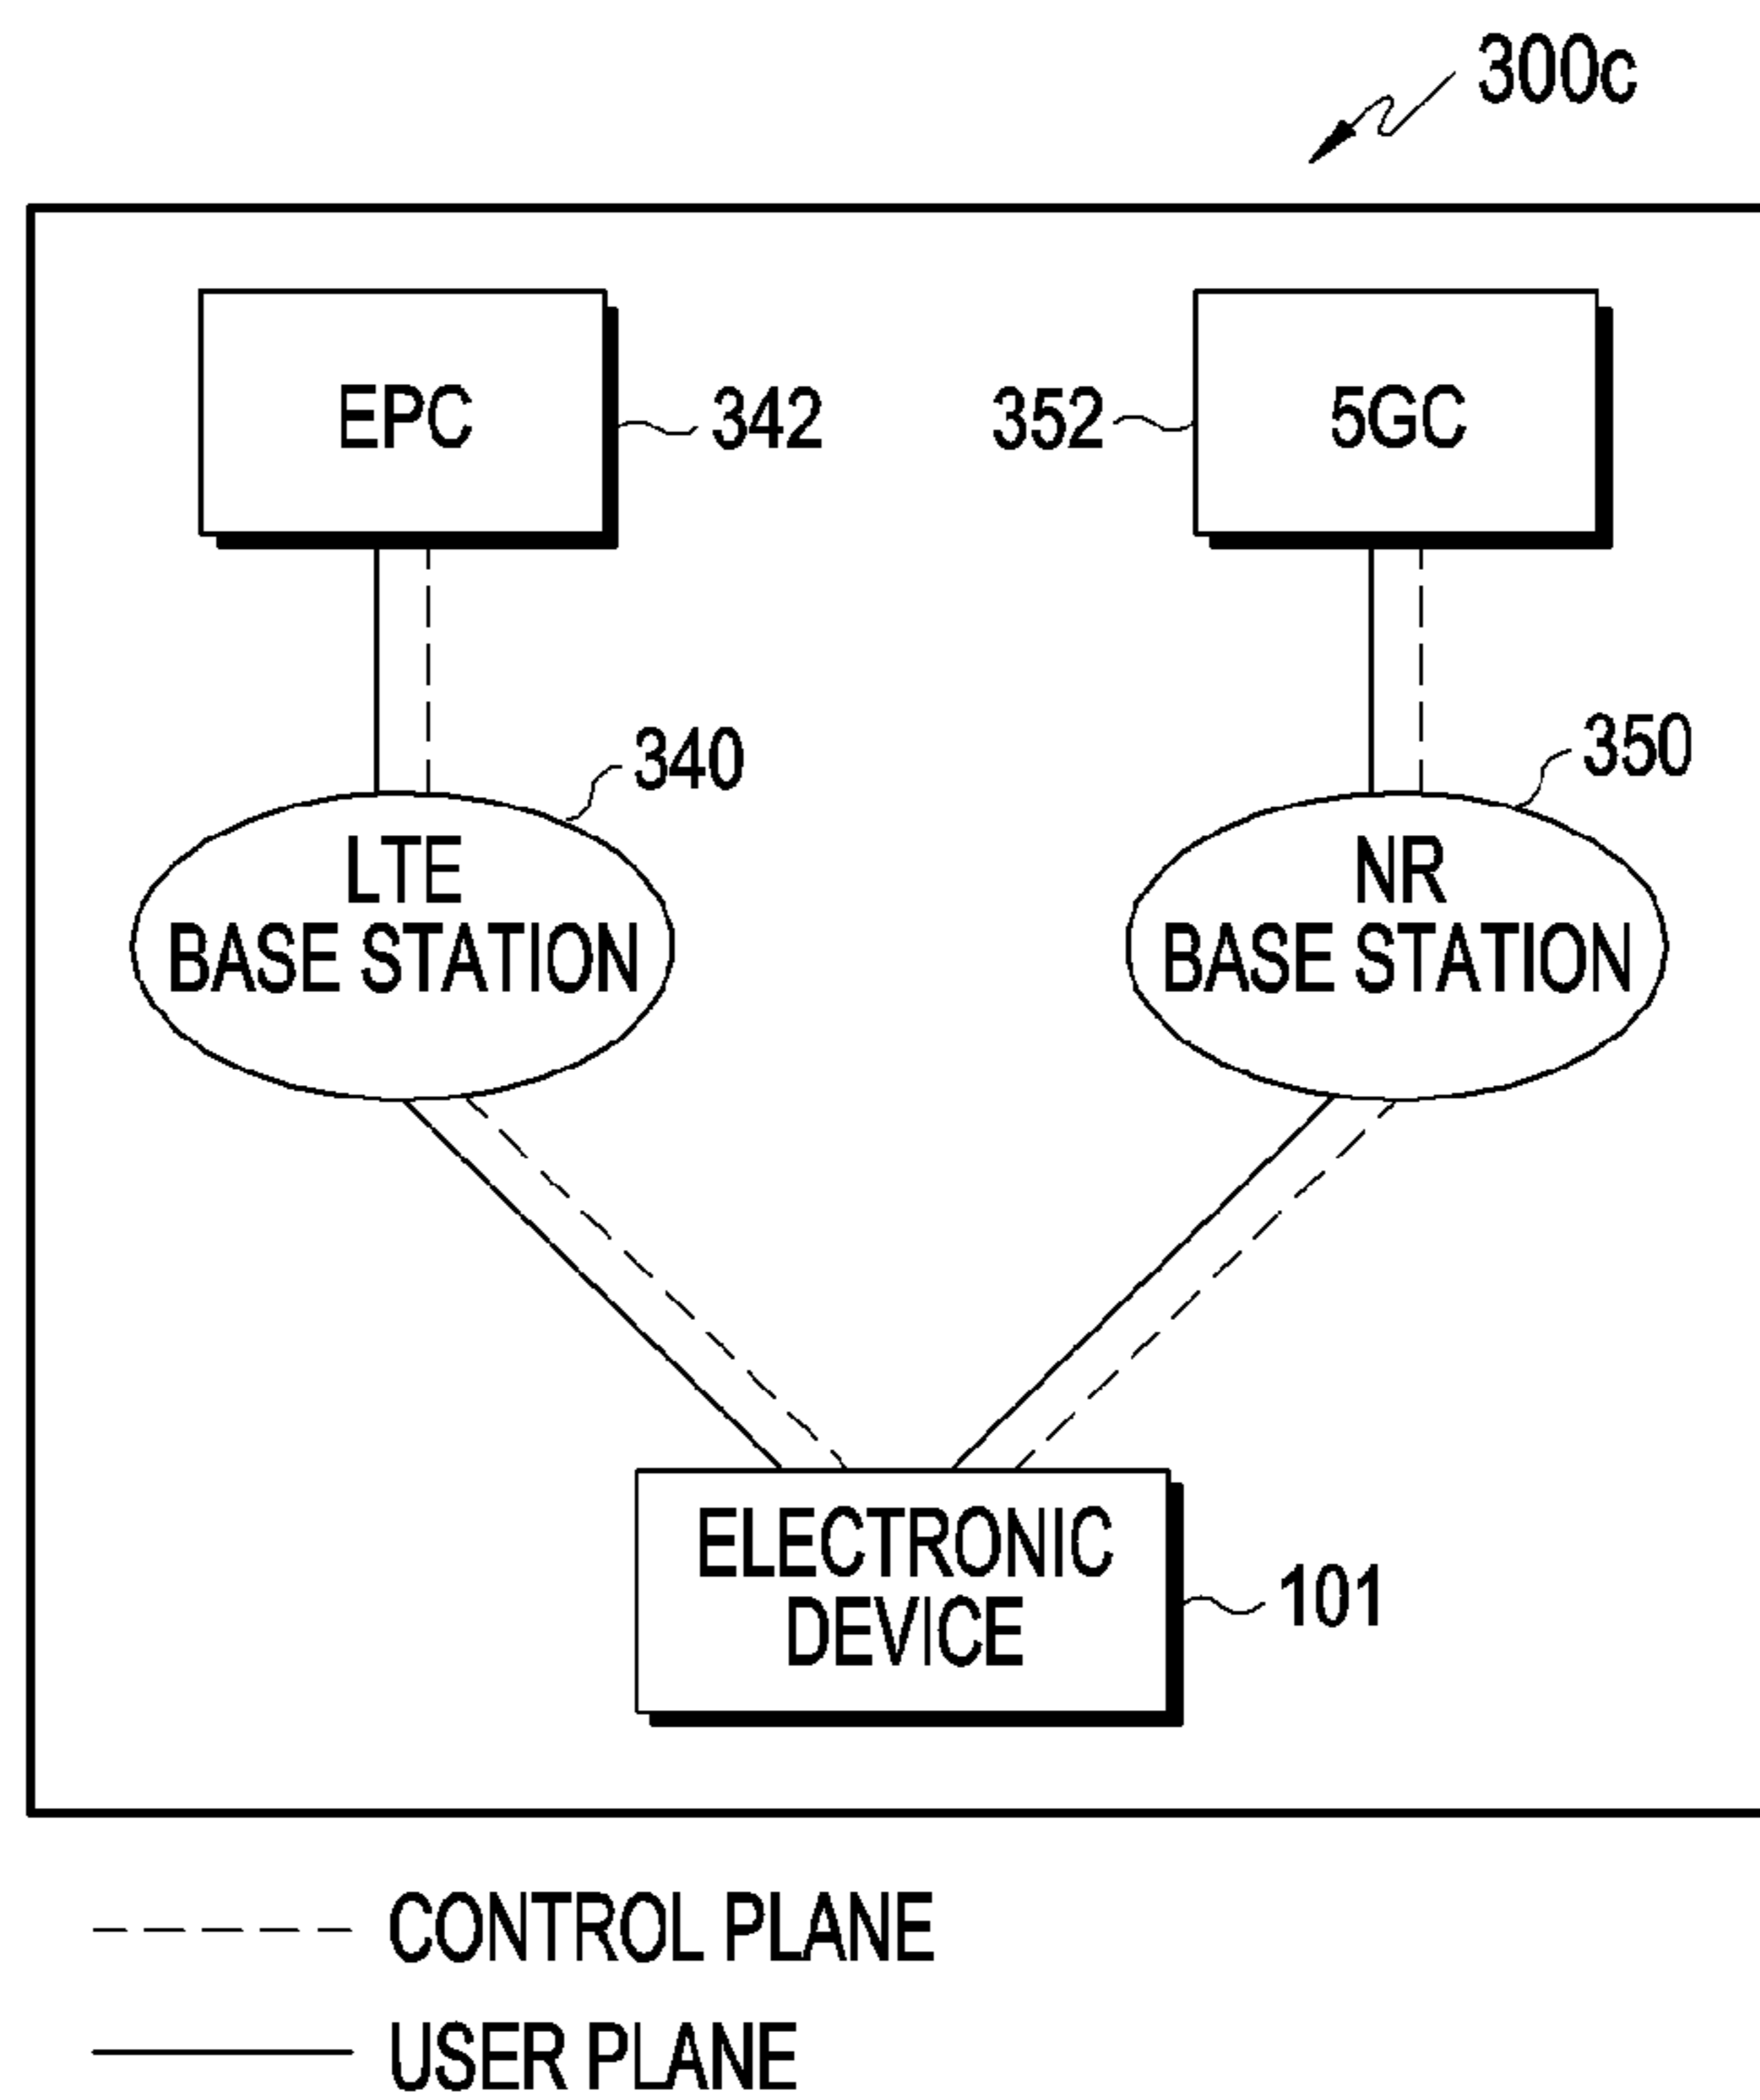 300c
EPC
342
352
5GC
340
350
LTE
BASE STATION
NR
BASE STATION
ELECTRONIC
DEVICE
101
CONTROL PLANE
USER PLANE